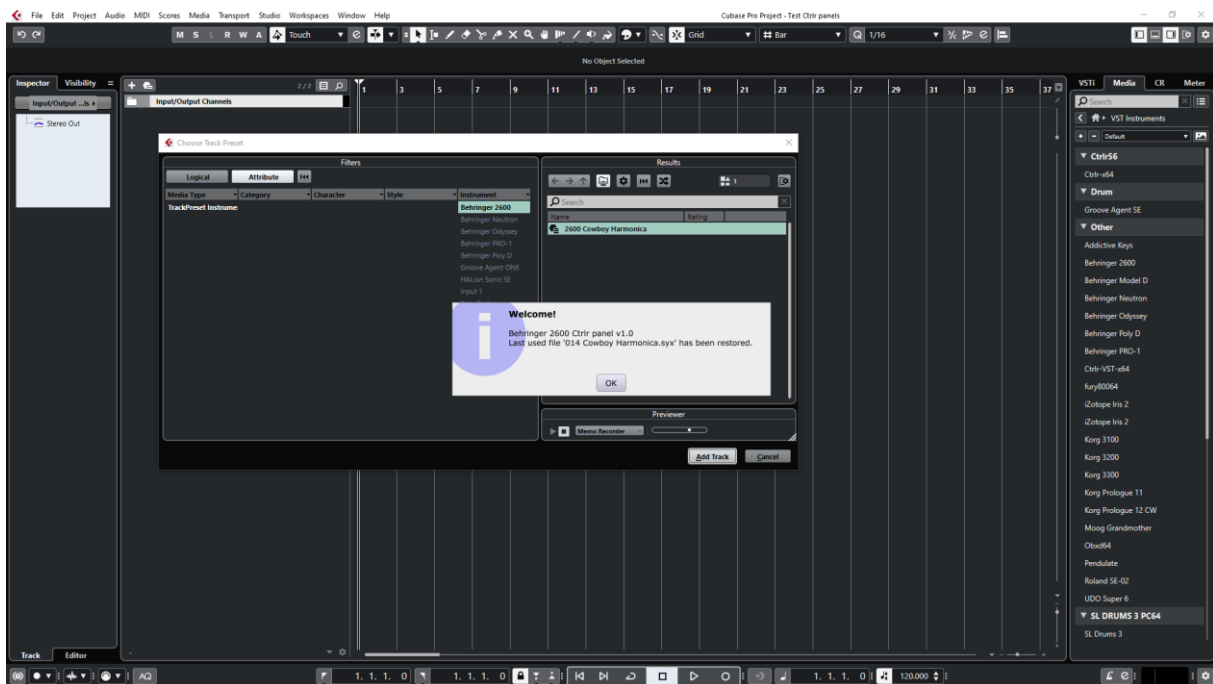 File Edit Project Audio MIDI Scores Media Transport Studio Workspaces Window Help
Cubase Pro Project - Test Ctrlr panels
M S L R W A Touch Grid Bar Q 1/16
No Object Selected
Inspector Visibility
2/2
1 3 5 7 9 11 13 15 17 19 21 23 25 27 29 31 33 35 37
VSTi Media CR Meter
Input/Output ...ls
Input/Output Channels
Search
Stereo Out
VST Instruments
Default
Choose Track Preset
Filters
Results
Logical Attribute
1
Media Type Category Character Style Instrument
Search
TrackPreset Instrume
Behringer 2600
Behringer Neutron
Behringer Odyssey
Behringer PRO-1
Behringer Poly D
Groove Agent ONE
HALion Sonic SE
Input 1
Name Rating
2600 Cowboy Harmonica
Welcome!
Behringer 2600 Ctrlr panel v1.0
Last used file '014 Cowboy Harmonica.syx' has been restored.
OK
Previewer
Memo Recorder
Add Track Cancel
Ctrlr56
Ctrlr-x64
Drum
Groove Agent SE
Other
Addictive Keys
Behringer 2600
Behringer Model D
Behringer Neutron
Behringer Odyssey
Behringer Poly D
Behringer PRO-1
Ctrlr-VST-x64
fury80064
iZotope Iris 2
iZotope Iris 2
Korg 3100
Korg 3200
Korg 3300
Korg Prologue 11
Korg Prologue 12 CW
Moog Grandmother
Obxd64
Pendulate
Roland SE-02
UDO Super 6
SL DRUMS 3 PC64
SL Drums 3
Track Editor
AQ 1. 1. 1. 0 1. 1. 1. 0 1. 1. 1. 0 120.000